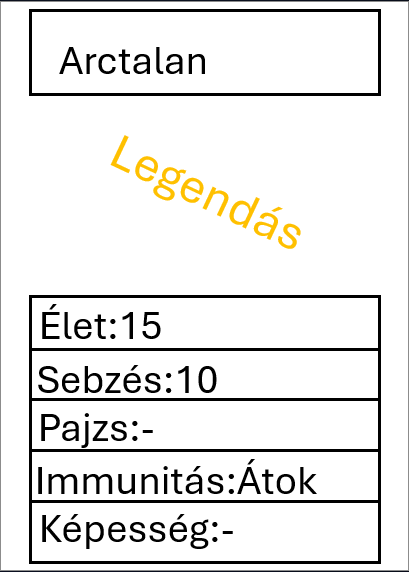 Arctalan
Legendás
Élet:15
Sebzés:10
Pajzs:-
Immunitás:Átok
Képesség:-